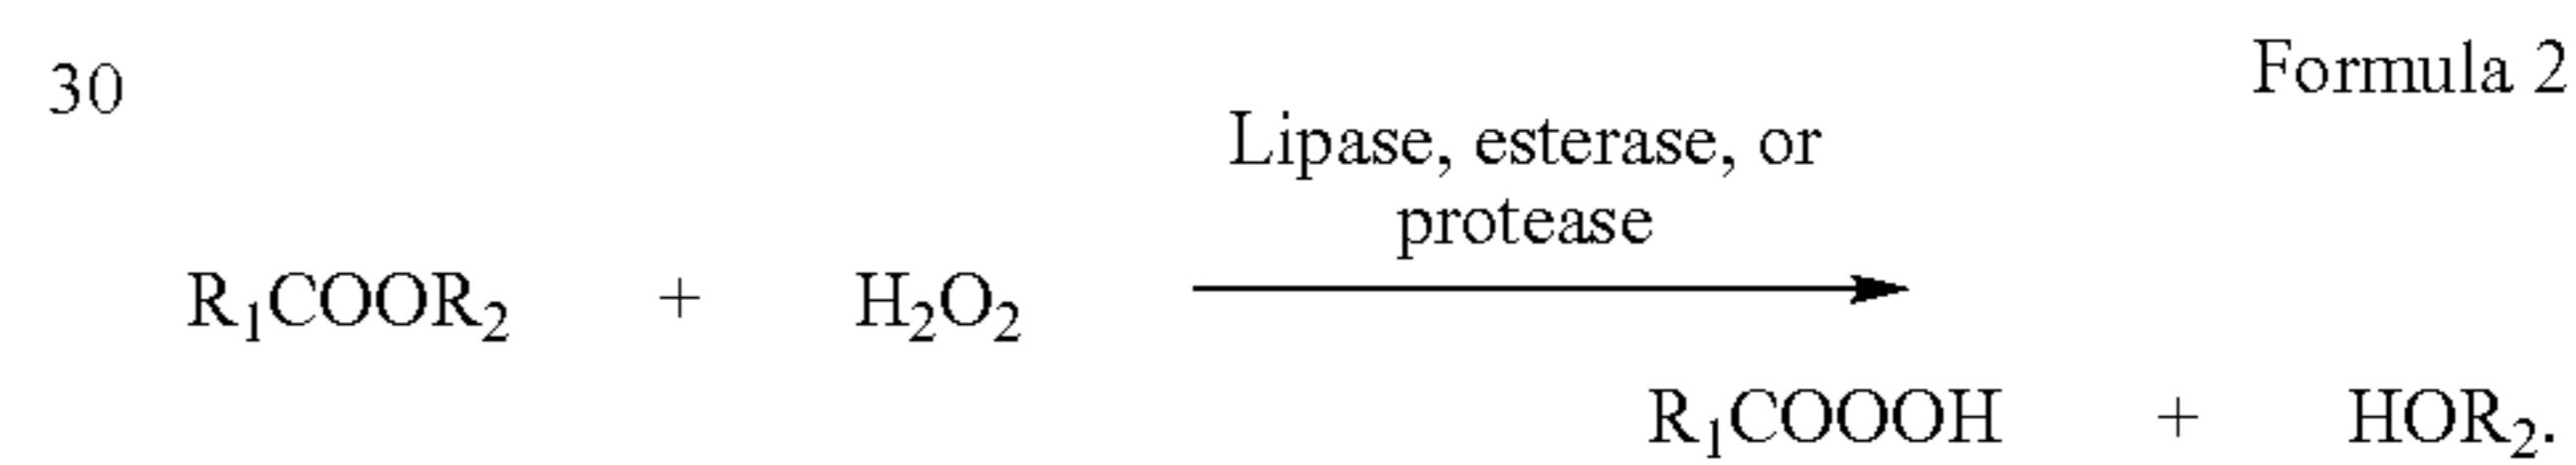 30 Formula 2
Lipase, esterase, or
protease
R₁COOR₂ + H₂O₂
R₁COOOH + HOR₂.